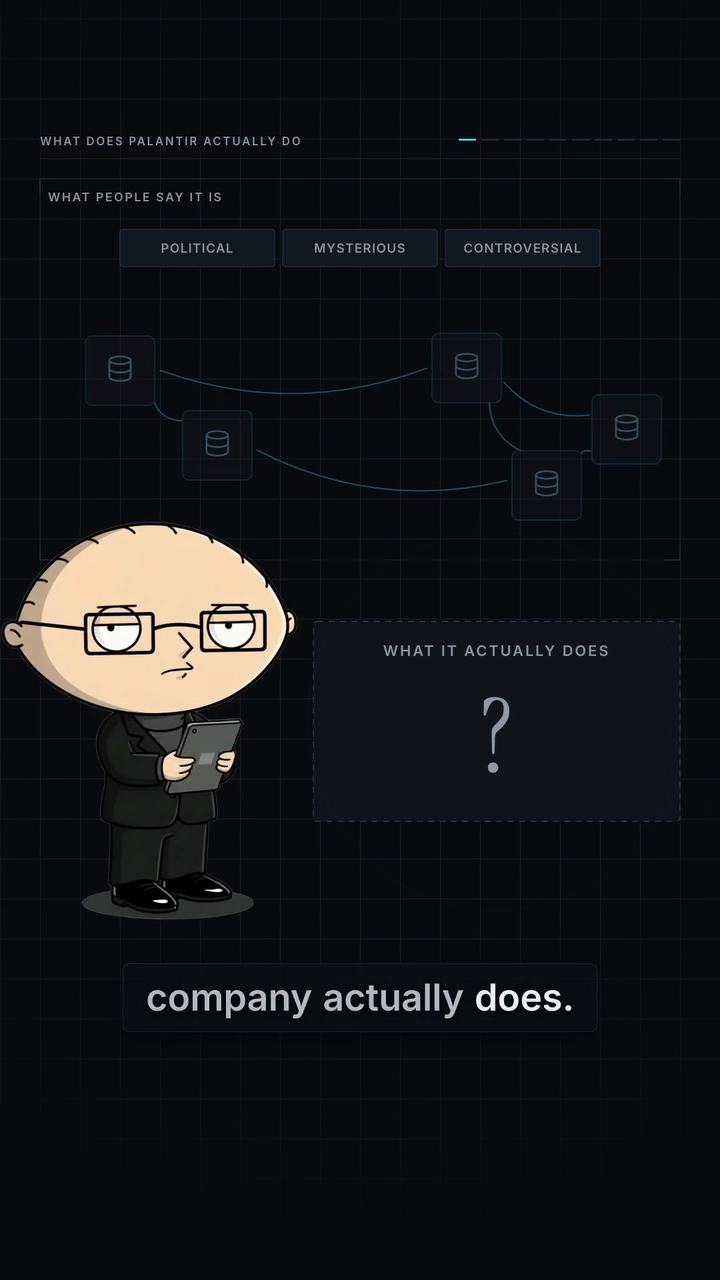 WHAT DOES PALANTIR ACTUALLY DO
WHAT PEOPLE SAY IT IS
POLITICAL MYSTERIOUS CONTROVERSIAL
WHAT IT ACTUALLY DOES
?
company actually does.